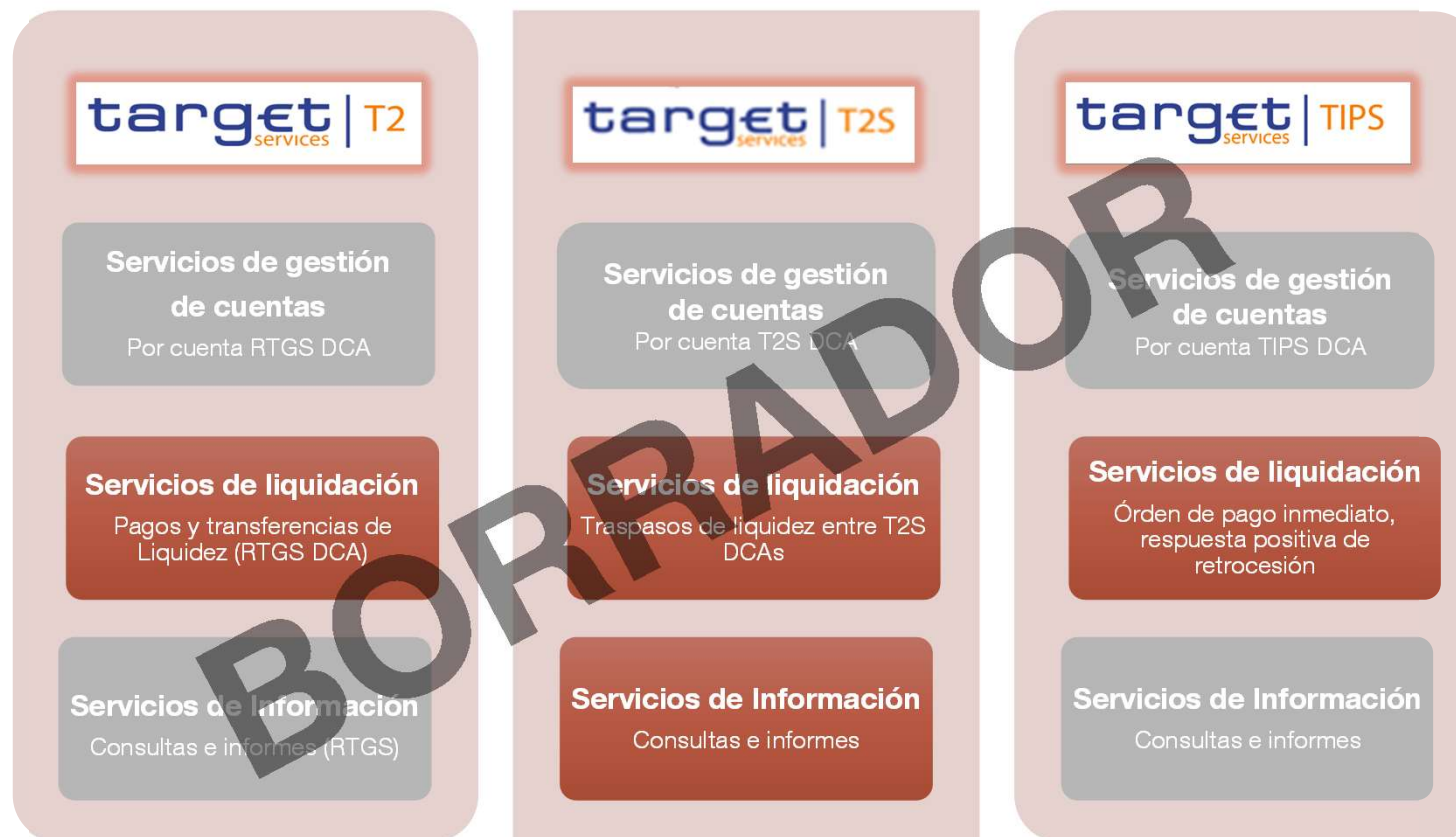 target services | T2
Servicios de gestión
de cuentas
Por cuenta RTGS DCA
Servicios de liquidación
Pagos y transferencias de
Liquidez (RTGS DCA)
Servicios de Información
Consultas e informes (RTGS)
target services | T2S
Servicios de gestión
de cuentas
Por cuenta T2S DCA
Servicios de liquidación
Traspasos de liquidez entre T2S
DCAs
Servicios de Información
Consultas e informes
target services | TIPS
Servicios de gestión
de cuentas
Por cuenta TIPS DCA
Servicios de liquidación
Órden de pago inmediato,
respuesta positiva de
retrocesión
Servicios de Información
Consultas e informes
BORRADOR